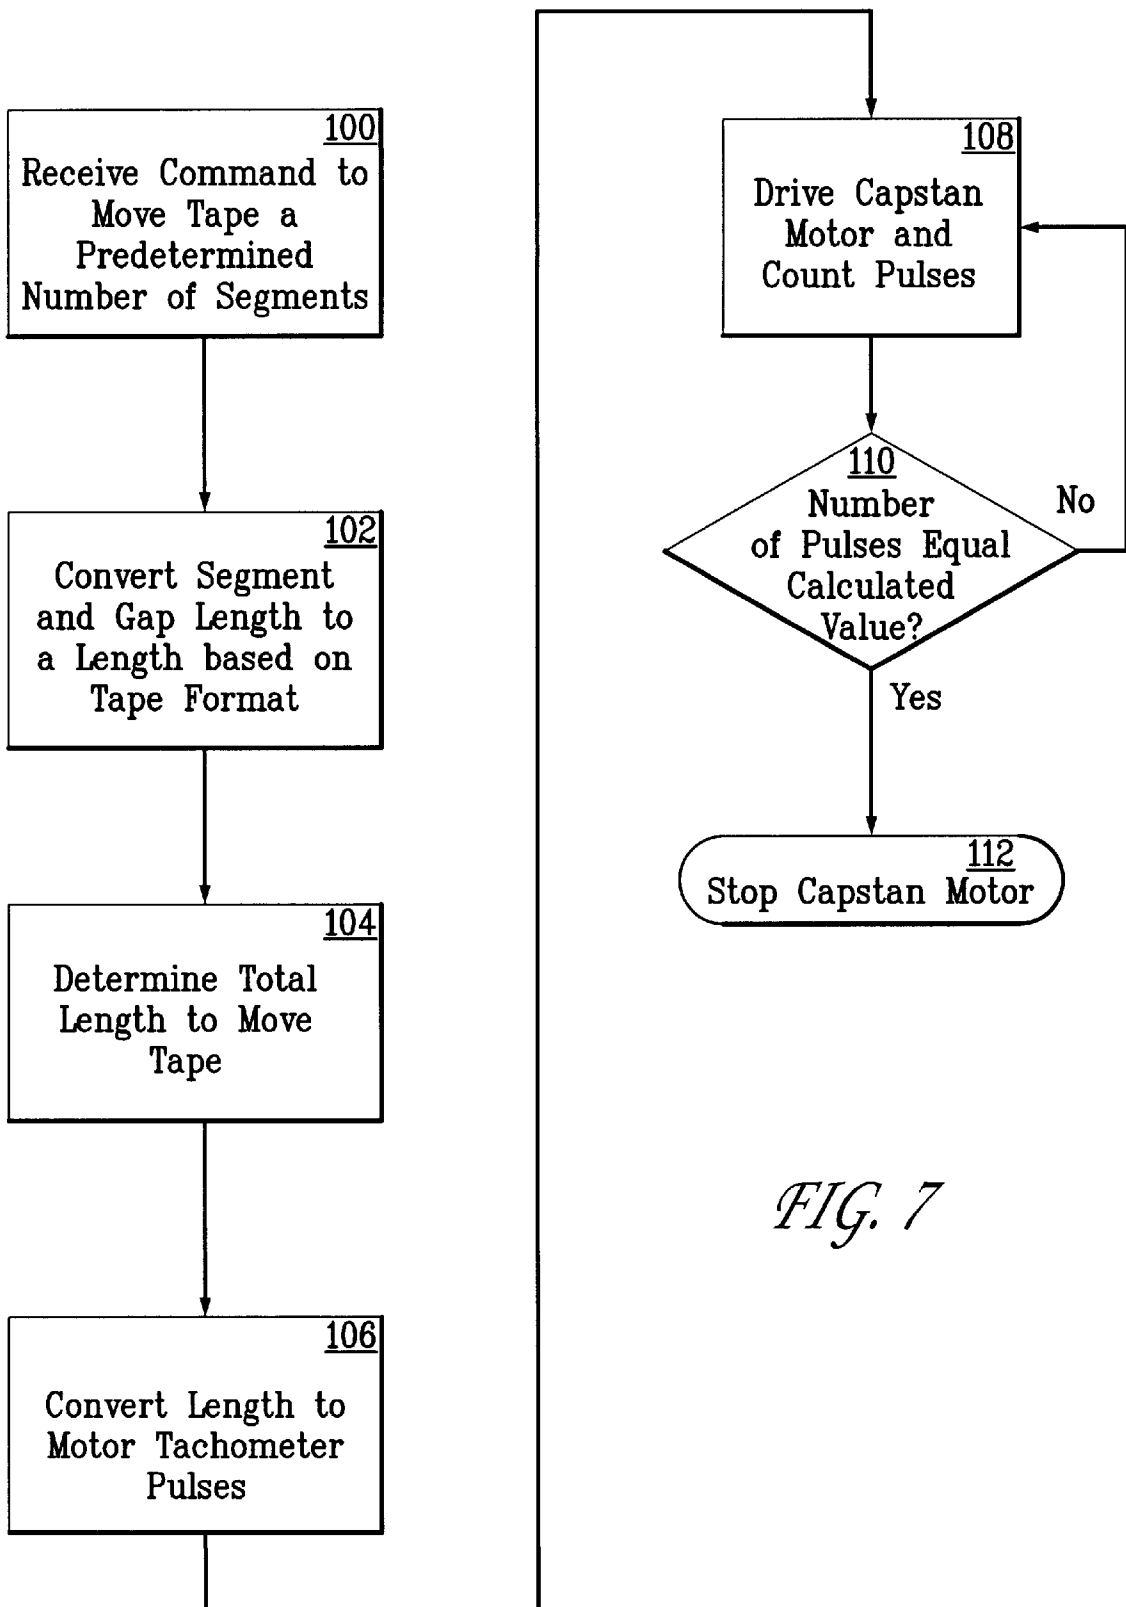 100
Receive Command to
Move Tape a
Predetermined
Number of Segments
102
Convert Segment
and Gap Length to
a Length based on
Tape Format
104
Determine Total
Length to Move
Tape
106
Convert Length to
Motor Tachometer
Pulses
108
Drive Capstan
Motor and
Count Pulses
110
Number
of Pulses Equal
Calculated
Value?
No
Yes
112
Stop Capstan Motor
FIG. 7